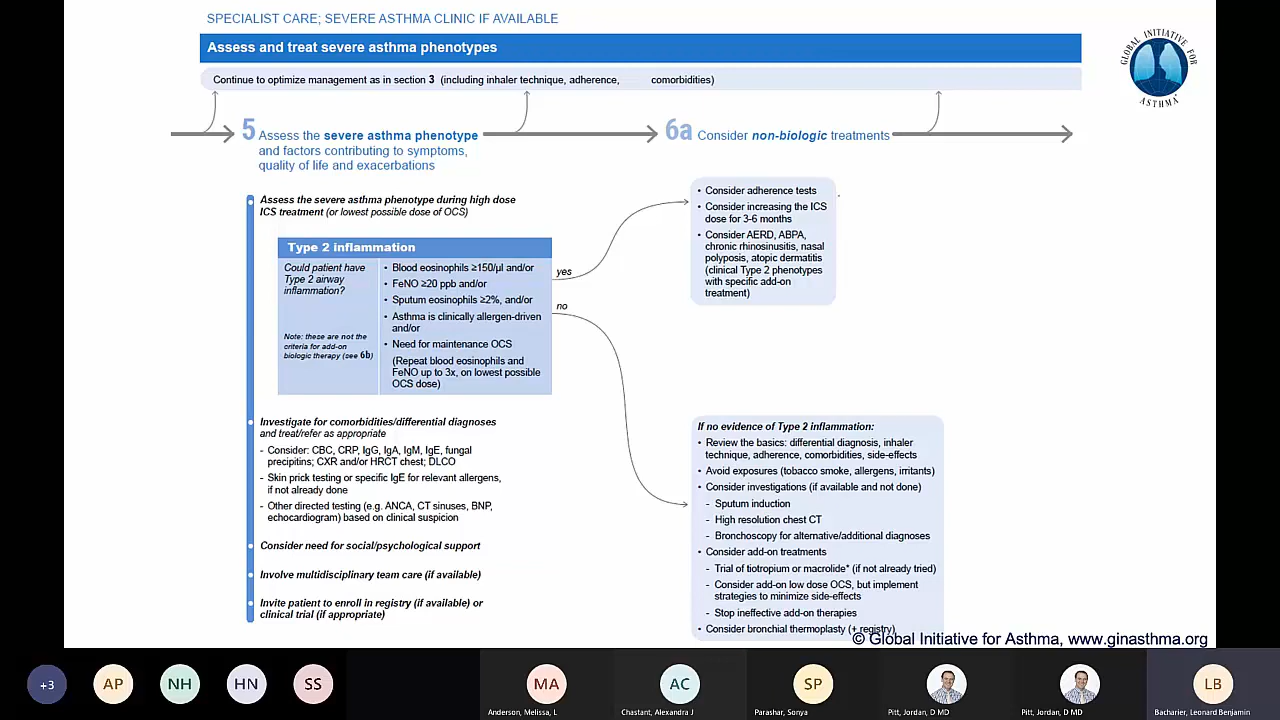 SPECIALIST CARE; SEVERE ASTHMA CLINIC IF AVAILABLE
Assess and treat severe asthma phenotypes
Continue to optimize management as in section 3 (including inhaler technique, adherence, comorbidities)
GLOBAL INITIATIVE FOR
ASTHMA
5 Assess the severe asthma phenotype
and factors contributing to symptoms,
quality of life and exacerbations
6a Consider non-biologic treatments
Assess the severe asthma phenotype during high dose
ICS treatment (or lowest possible dose of OCS)
Type 2 inflammation
Could patient have
Type 2 airway
inflammation?
Note: these are not the
criteria for add-on
biologic therapy (see 6b)
• Blood eosinophils ≥150/μl and/or
• FeNO ≥20 ppb and/or
• Sputum eosinophils ≥2%, and/or
• Asthma is clinically allergen-driven
and/or
• Need for maintenance OCS
(Repeat blood eosinophils and
FeNO up to 3x, on lowest possible
OCS dose)
yes
no
• Consider adherence tests
• Consider increasing the ICS
dose for 3-6 months
• Consider AERD, ABPA,
chronic rhinosinusitis, nasal
polyposis, atopic dermatitis
(clinical Type 2 phenotypes
with specific add-on
treatment)
Investigate for comorbidities/differential diagnoses
and treat/refer as appropriate
- Consider: CBC, CRP, IgG, IgA, IgM, IgE, fungal
precipitins; CXR and/or HRCT chest; DLCO
- Skin prick testing or specific IgE for relevant allergens,
if not already done
- Other directed testing (e.g. ANCA, CT sinuses, BNP,
echocardiogram) based on clinical suspicion
Consider need for social/psychological support
Involve multidisciplinary team care (if available)
Invite patient to enroll in registry (if available) or
clinical trial (if appropriate)
If no evidence of Type 2 inflammation:
• Review the basics: differential diagnosis, inhaler
technique, adherence, comorbidities, side-effects
• Avoid exposures (tobacco smoke, allergens, irritants)
• Consider investigations (if available and not done)
- Sputum induction
- High resolution chest CT
- Bronchoscopy for alternative/additional diagnoses
• Consider add-on treatments
- Trial of tiotropium or macrolide* (if not already tried)
- Consider add-on low dose OCS, but implement
strategies to minimize side-effects
- Stop ineffective add-on therapies
• Consider bronchial thermoplasty (+ registry)
© Global Initiative for Asthma, www.ginasthma.org
+3
AP
NH
HN
SS
MA
AC
SP
LB
Anderson, Melissa, L
Chastant, Alexandra J
Parashar, Sonya
Pitt, Jordan, D MD
Pitt, Jordan, D MD
Bacharier, Leonard Benjamin